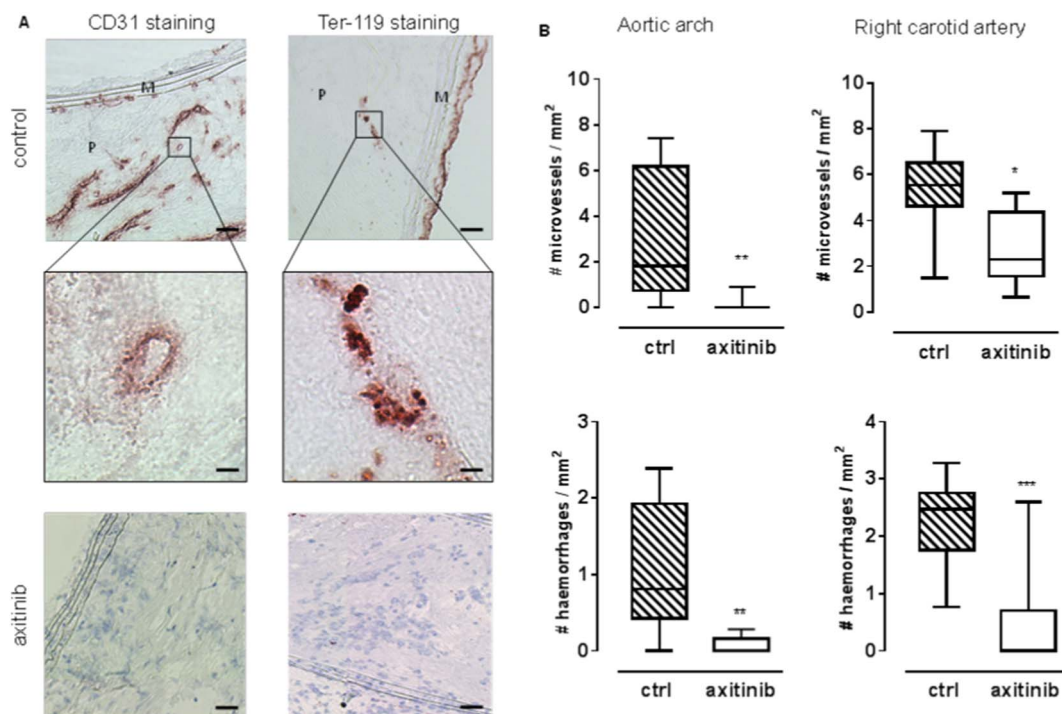 A
CD31 staining
Ter-119 staining
control
M
P
P
M
axitinib
B
Aortic arch
Right carotid artery
# microvessels / mm²
10
8
6
4
2
0
**
ctrl
axitinib
# microvessels / mm²
10
8
6
4
2
0
*
ctrl
axitinib
# haemorrhages / mm²
3
2
1
0
**
ctrl
axitinib
# haemorrhages / mm²
4
3
2
1
0
***
ctrl
axitinib